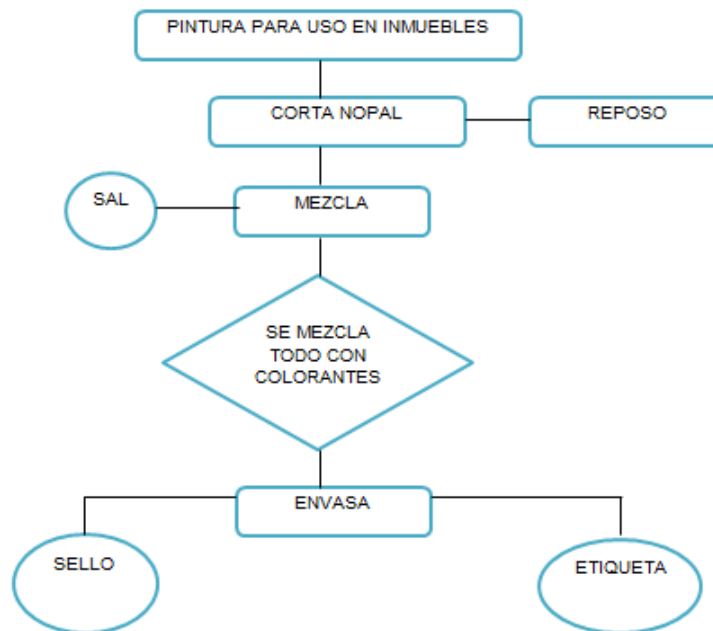 PINTURA PARA USO EN INMUEBLES
CORTA NOPAL
REPOSO
SAL
MEZCLA
SE MEZCLA
TODO CON
COLORANTES
ENVASA
SELLO
ETIQUETA